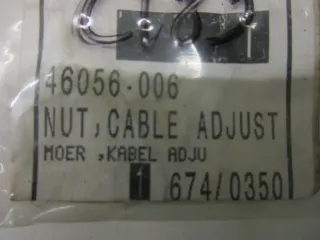 46056-006
NUT,CABLE ADJUST
MOER ,KABEL ADJU
1 674/0350